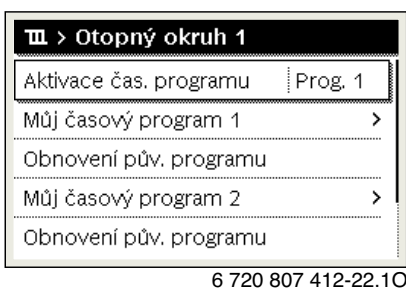 > Otopný okruh 1
Aktivace čas. programu Prog. 1
Můj časový program 1 >
Obnovení pův. programu
Můj časový program 2 >
Obnovení pův. programu
6 720 807 412-22.1O